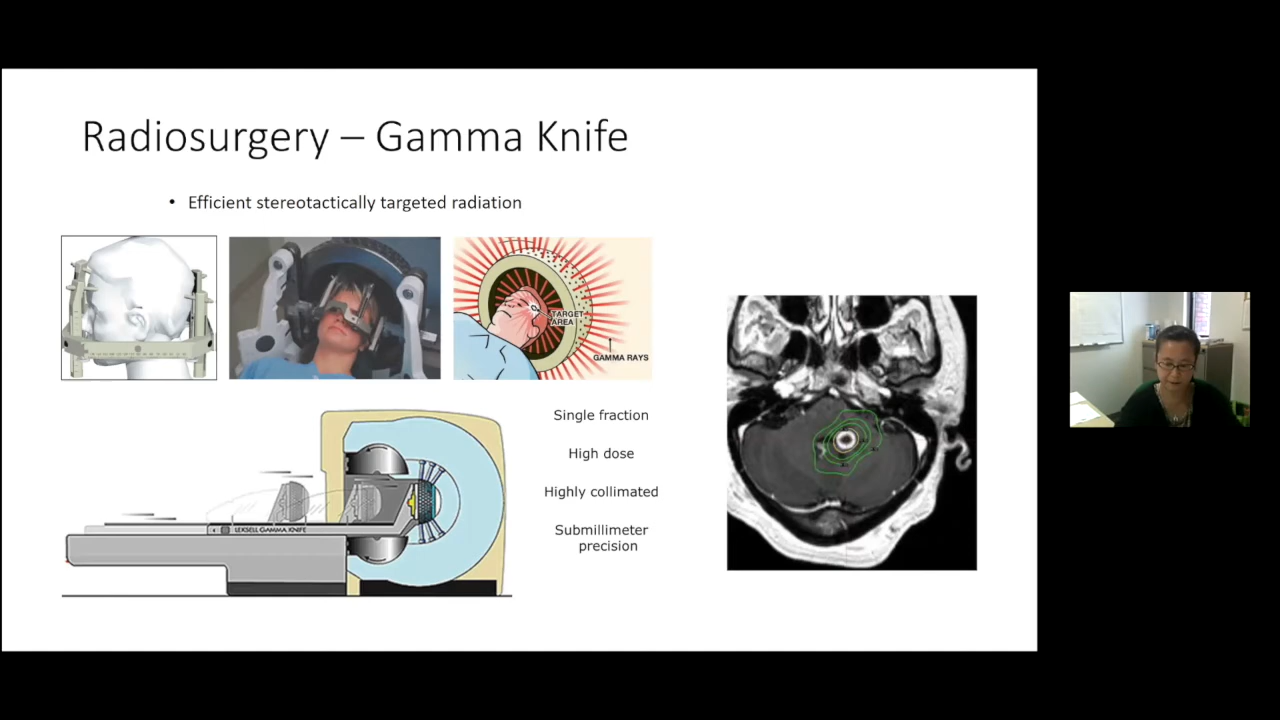 Radiosurgery – Gamma Knife
• Efficient stereotactically targeted radiation
TARGET
AREA
GAMMA RAYS
Single fraction
High dose
Highly collimated
Submillimeter
precision
LEKSELL GAMMA KNIFE